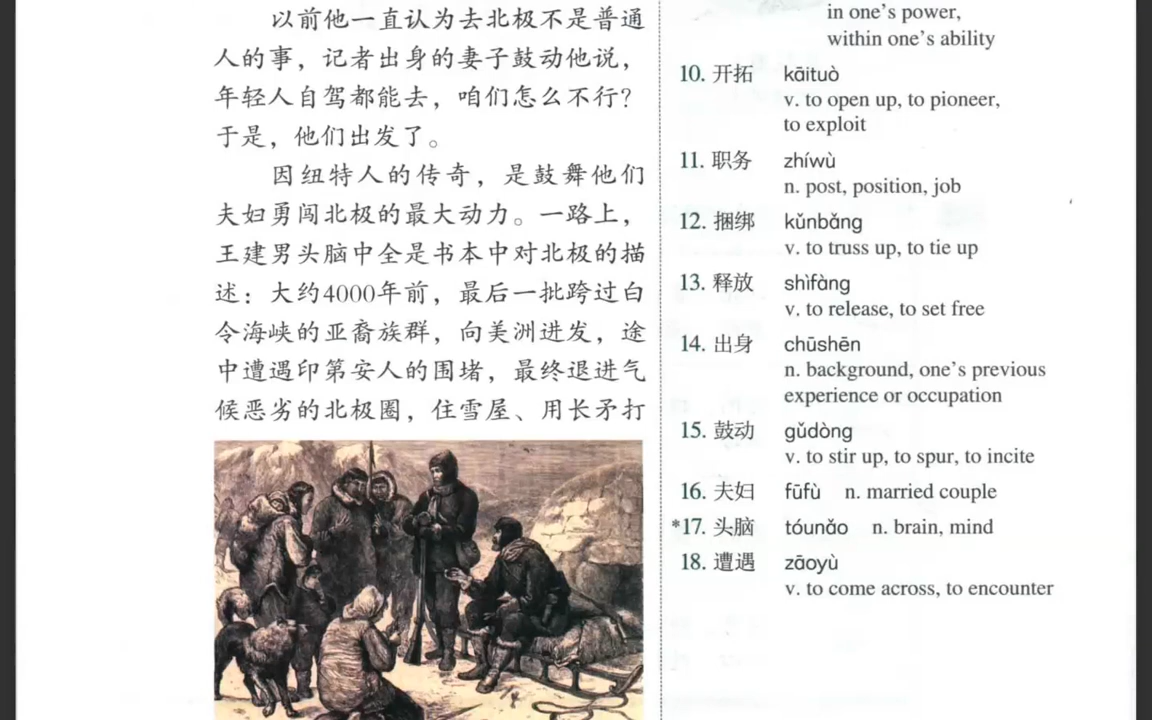 以前他一直认为去北极不是普通
人的事，记者出身的妻子鼓动他说，
年轻人自驾都能去，咱们怎么不行？
于是，他们出发了。
因纽特人的传奇，是鼓舞他们
夫妇勇闯北极的最大动力。一路上，
王建男头脑中全是书本中对北极的描
述：大约4000年前，最后一批跨过白
令海峡的亚裔族群，向美洲进发，途
中遭遇印第安人的围堵，最终退进气
候恶劣的北极圈，住雪屋、用长矛打
in one's power,
within one's ability
10. 开拓 kāituò
v. to open up, to pioneer,
to exploit
11. 职务 zhíwù
n. post, position, job
12. 捆绑 kǔnbǎng
v. to truss up, to tie up
13. 释放 shìfàng
v. to release, to set free
14. 出身 chūshēn
n. background, one's previous
experience or occupation
15. 鼓动 gǔdòng
v. to stir up, to spur, to incite
16. 夫妇 fūfù n. married couple
*17. 头脑 tóunǎo n. brain, mind
18. 遭遇 zāoyù
v. to come across, to encounter